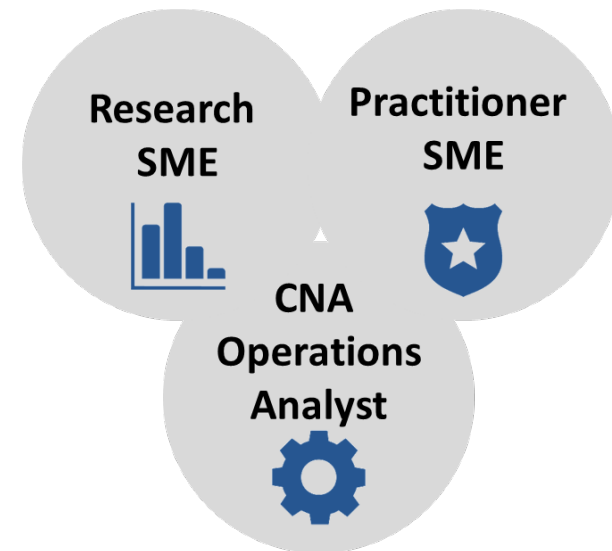 Research
SME
Practitioner
SME
CNA
Operations
Analyst